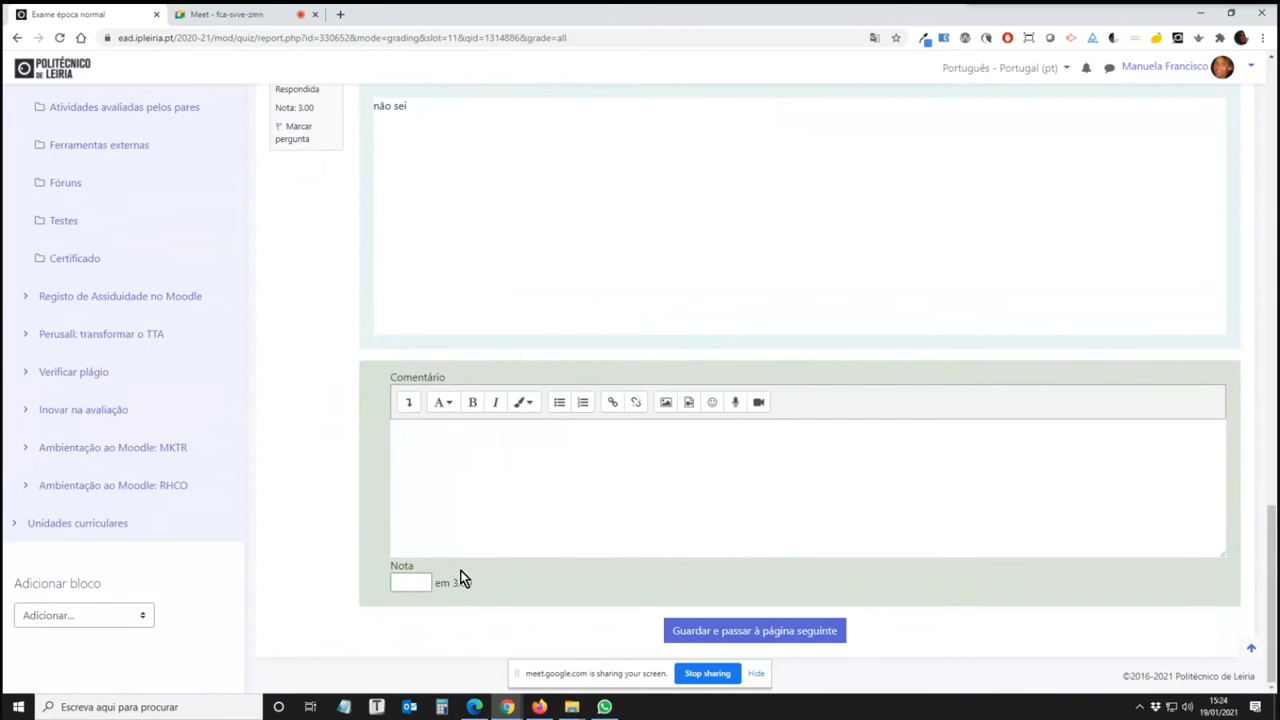 Exame época normal
Meet - fca-svve-zmn
ead.ipleiria.pt/2020-21/mod/quiz/report.php?id=330652&mode=grading&slot=11&qid=1314886&grade=all
POLITÉCNICO
DE LEIRIA
Português - Portugal (pt)
Manuela Francisco
Atividades avaliadas pelos pares
Ferramentas externas
Fóruns
Testes
Certificado
Registo de Assiduidade no Moodle
Perusall: transformar o TTA
Verificar plágio
Inovar na avaliação
Ambientação ao Moodle: MKTR
Ambientação ao Moodle: RHCO
Unidades curriculares
Adicionar bloco
Adicionar...
Respondida
Nota: 3.00
Marcar
pergunta
não sei
Comentário
A B I
Nota
em 3
Guardar e passar à página seguinte
meet.google.com is sharing your screen.
Stop sharing
Hide
©2016-2021 Politécnico de Leiria
Escreva aqui para procurar
15:24
19/01/2021